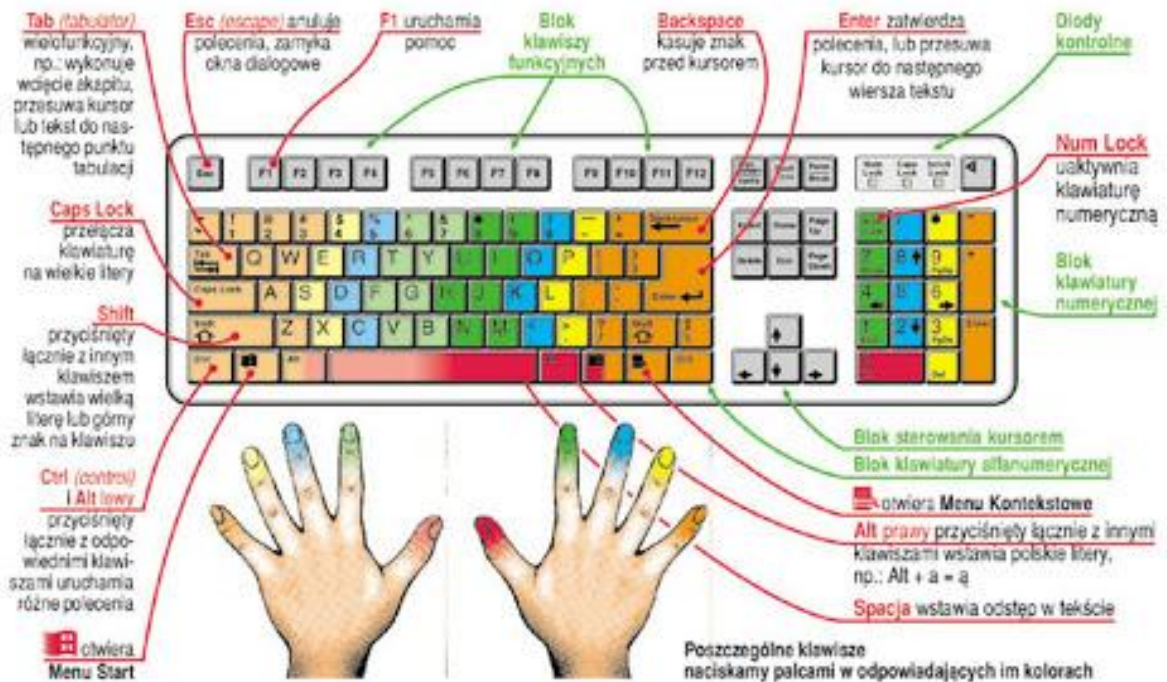 Tab (tabulator)
wielofunkcyjny,
np.: wykonuje
wcięcie akapitu,
przesuwa kursor
lub tekst do nas-
tępnego punktu
tabulacji
Esc (escape) anuluje
polecenia, zamyka
okna dialogowe
F1 uruchamia
pomoc
Blok
klawiszy
funkcyjnych
Backspace
kasuje znak
przed kursorem
Enter zatwierdza
polecenia, lub przesuwa
kursor do następnego
wiersza tekstu
Diody
kontrolne
Num Lock
uaktywnia
klawiaturę
numeryczną
Blok
klawiatury
numerycznej
Caps Lock
przełącza
klawiaturę
na wielkie litery
Shift
przyciśnięty
łącznie z innym
klawiszem
wstawia wielką
literę lub górny
znak na klawiszu
Ctrl (control)
i Alt lewy
przyciśnięty
łącznie z odpo-
wiednimi klawi-
szami uruchamia
różne polecenia
otwiera
Menu Start
Esc F1 F2 F3 F4 F5 F6 F7 F8 F9 F10 F11 F12
Q W E R T Y U I O P
Caps Lock A S D F G H J K L Enter
Z X C V B N M
Blok sterowania kursorem
Blok klawiatury alfanumerycznej
otwiera Menu Kontekstowe
Alt prawy przyciśnięty łącznie z innymi
klawiszami wstawia polskie litery,
np.: Alt + a = ą
Spacja wstawia odstęp w tekście
Poszczególne klawisze
naciskamy palcami w odpowiadających im kolorach